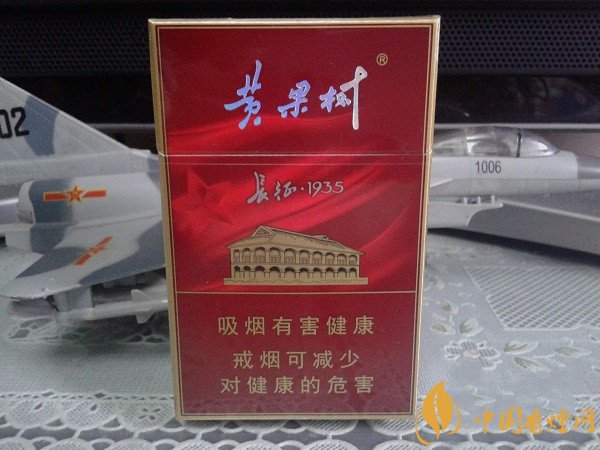 黄果树®
长征·1935
吸烟有害健康
戒烟可减少
对健康的危害
02
1006
中国香烟网